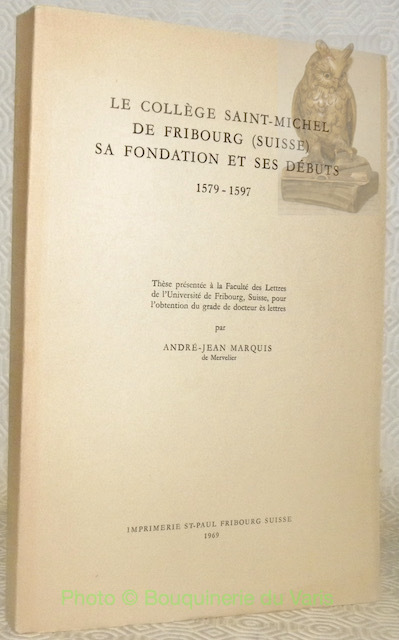 LE COLLÈGE SAINT-MICHEL
DE FRIBOURG (SUISSE)
SA FONDATION ET SES DÉBUTS
1579 - 1597
Thèse présentée à la Faculté des Lettres
de l'Université de Fribourg, Suisse, pour
l'obtention du grade de docteur ès lettres
par
ANDRÉ-JEAN MARQUIS
de Mervelier
IMPRIMERIE ST-PAUL FRIBOURG SUISSE
1969
Photo © Bouquinerie du Varis